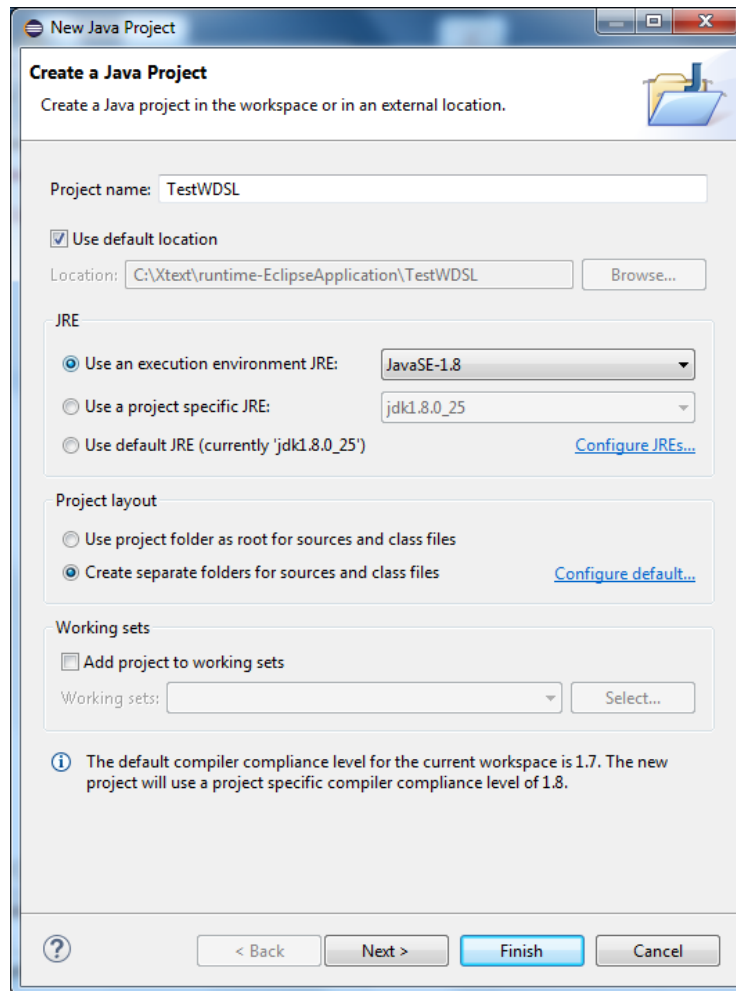 New Java Project
Create a Java Project
Create a Java project in the workspace or in an external location.
Project name: TestWDSL
Use default location
Location: C:\Xtext\runtime-EclipseApplication\TestWDSL Browse...
JRE
Use an execution environment JRE: JavaSE-1.8
Use a project specific JRE: jdk1.8.0_25
Use default JRE (currently 'jdk1.8.0_25') Configure JREs...
Project layout
Use project folder as root for sources and class files
Create separate folders for sources and class files Configure default...
Working sets
Add project to working sets
Working sets: Select...
The default compiler compliance level for the current workspace is 1.7. The new
project will use a project specific compiler compliance level of 1.8.
? < Back Next > Finish Cancel